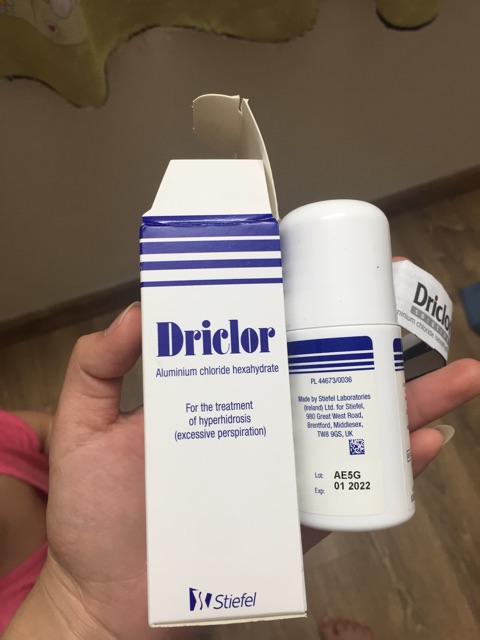 Driclor
Aluminium chloride hexahydrate
For the treatment
of hyperhidrosis
(excessive perspiration)
Stiefel
PL 44673/0036
Made by Stiefel Laboratories
(Ireland) Ltd. for Stiefel,
980 Great West Road,
Brentford, Middlesex,
TW8 9GS, UK
Lot: AE5G
Exp: 01 2022
Driclor
chloride